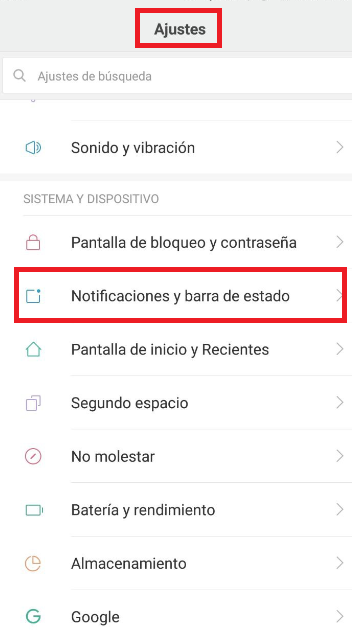 Ajustes
Ajustes de búsqueda
Sonido y vibración
SISTEMA Y DISPOSITIVO
Pantalla de bloqueo y contraseña
Notificaciones y barra de estado
Pantalla de inicio y Recientes
Segundo espacio
No molestar
Batería y rendimiento
Almacenamiento
Google